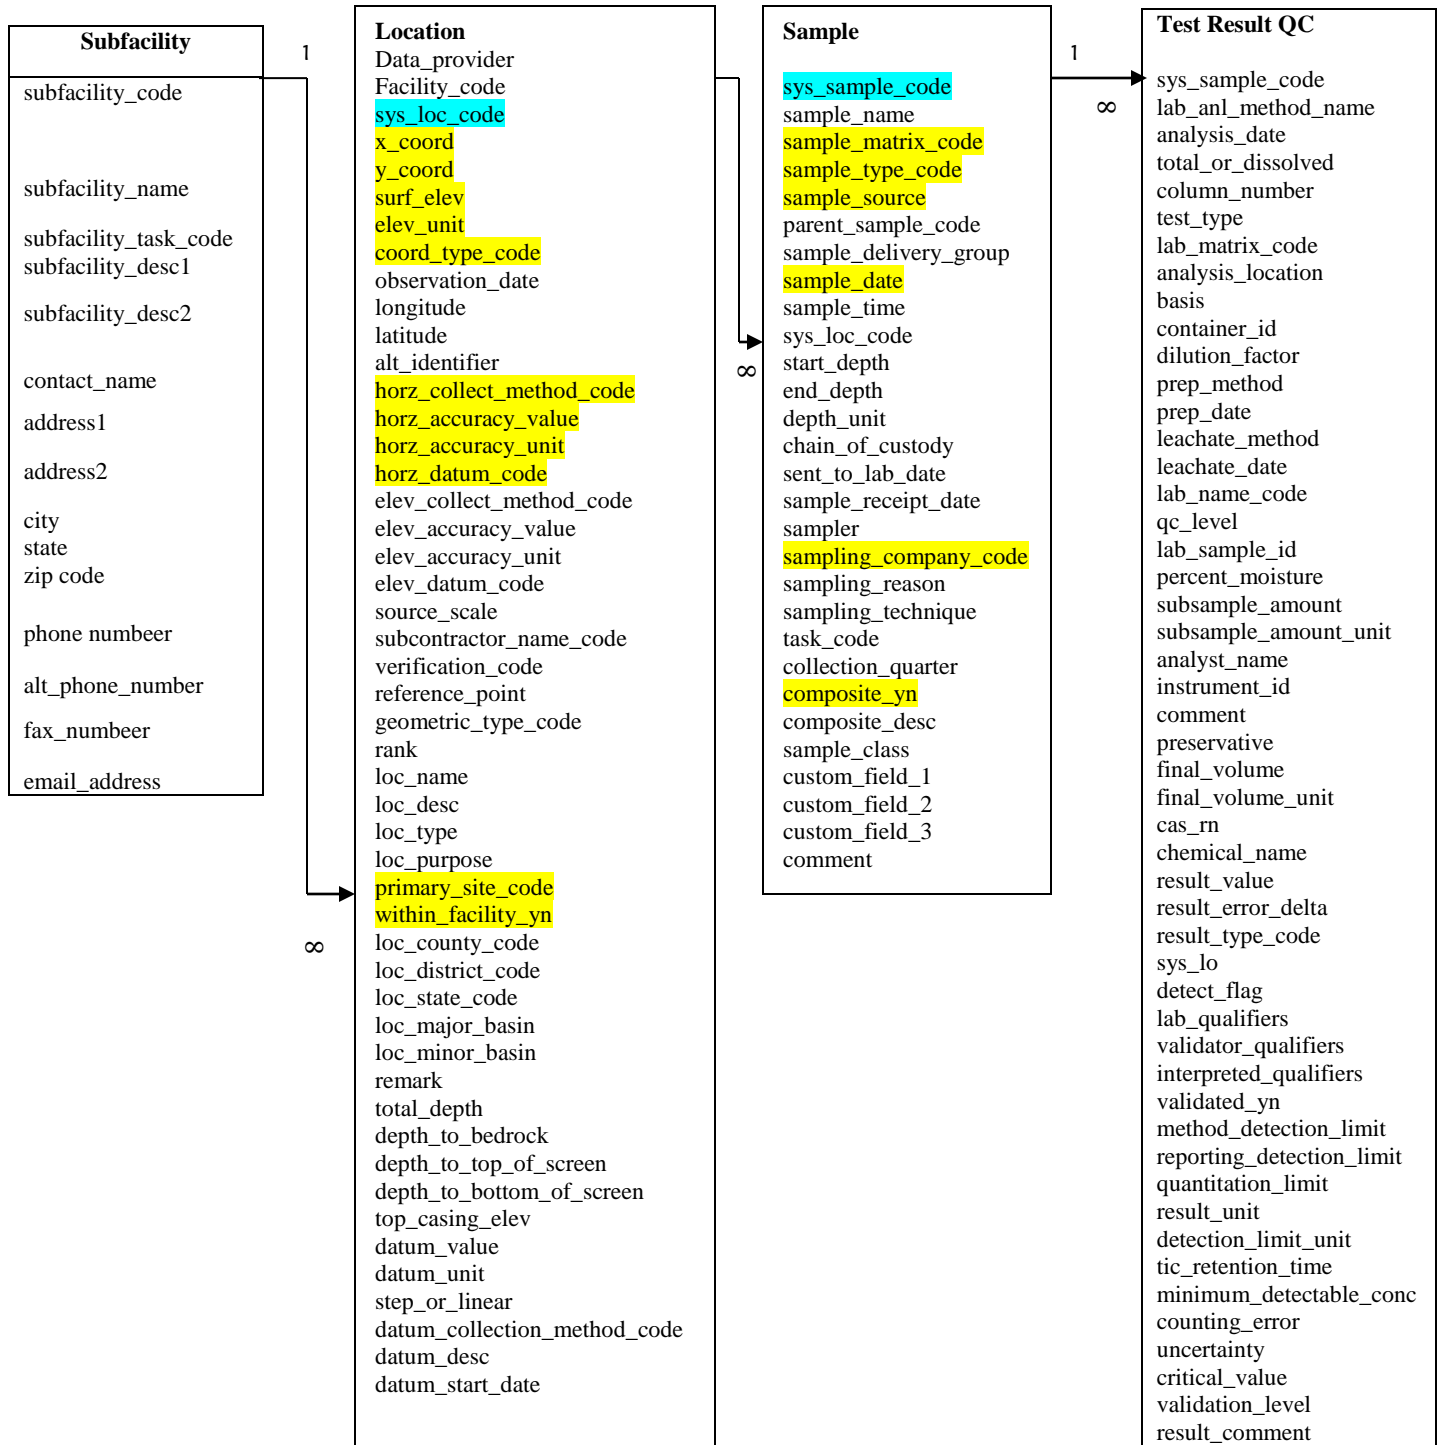 Subfacility
subfacility_code
subfacility_name
subfacility_task_code
subfacility_desc1
subfacility_desc2
contact_name
address1
address2
city
state
zip code
phone numbeer
alt_phone_number
fax_numbeer
email_address
1
∞
Location
Data_provider
Facility_code
sys_loc_code
x_coord
y_coord
surf_elev
elev_unit
coord_type_code
observation_date
longitude
latitude
alt_identifier
horz_collect_method_code
horz_accuracy_value
horz_accuracy_unit
horz_datum_code
elev_collect_method_code
elev_accuracy_value
elev_accuracy_unit
elev_datum_code
source_scale
subcontractor_name_code
verification_code
reference_point
geometric_type_code
rank
loc_name
loc_desc
loc_type
loc_purpose
primary_site_code
within_facility_yn
loc_county_code
loc_district_code
loc_state_code
loc_major_basin
loc_minor_basin
remark
total_depth
depth_to_bedrock
depth_to_top_of_screen
depth_to_bottom_of_screen
top_casing_elev
datum_value
datum_unit
step_or_linear
datum_collection_method_code
datum_desc
datum_start_date
∞
Sample
sys_sample_code
sample_name
sample_matrix_code
sample_type_code
sample_source
parent_sample_code
sample_delivery_group
sample_date
sample_time
sys_loc_code
start_depth
end_depth
depth_unit
chain_of_custody
sent_to_lab_date
sample_receipt_date
sampler
sampling_company_code
sampling_reason
sampling_technique
task_code
collection_quarter
composite_yn
composite_desc
sample_class
custom_field_1
custom_field_2
custom_field_3
comment
1
∞
Test Result QC
sys_sample_code
lab_anl_method_name
analysis_date
total_or_dissolved
column_number
test_type
lab_matrix_code
analysis_location
basis
container_id
dilution_factor
prep_method
prep_date
leachate_method
leachate_date
lab_name_code
qc_level
lab_sample_id
percent_moisture
subsample_amount
subsample_amount_unit
analyst_name
instrument_id
comment
preservative
final_volume
final_volume_unit
cas_rn
chemical_name
result_value
result_error_delta
result_type_code
sys_lo
detect_flag
lab_qualifiers
validator_qualifiers
interpreted_qualifiers
validated_yn
method_detection_limit
reporting_detection_limit
quantitation_limit
result_unit
detection_limit_unit
tic_retention_time
minimum_detectable_conc
counting_error
uncertainty
critical_value
validation_level
result_comment